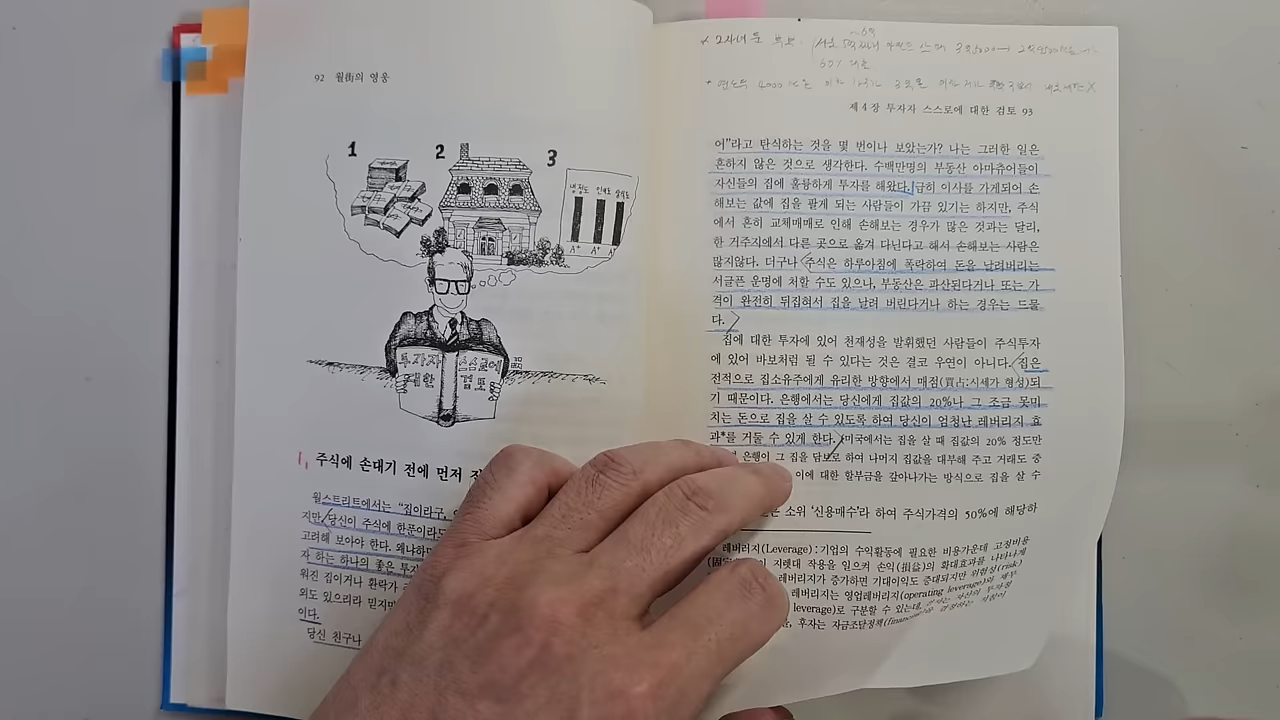 92 월街의 영웅
1
2
3
냉정도 인내도 상식도
A+ A+ A+
투자자 스스로에
대한 검토
주식에 손대기 전에 먼저
월스트리트에서는 “집이라구,
지만, 당신이 주식에 한푼이라도
고려해 보아야 한다. 왜냐하면
자 하는 하나의 좋은 투자
워진 집이거나 환락가
외도 있으리라 믿지만
이다.
당신 친구나
제4장 투자자 스스로에 대한 검토 93
어”라고 탄식하는 것을 몇 번이나 보았는가? 나는 그러한 일은
흔하지 않은 것으로 생각한다. 수백만명의 부동산 아마츄어들이
자신들의 집에 훌륭하게 투자를 해왔다. 급히 이사를 가게되어 손
해보는 값에 집을 팔게 되는 사람들이 가끔 있기는 하지만, 주식
에서 흔히 교체매매로 인해 손해보는 경우가 많은 것과는 달리,
한 거주지에서 다른 곳으로 옮겨 다닌다고 해서 손해보는 사람은
많지않다. 더구나 주식은 하루아침에 폭락하여 돈을 날려버리는
서글픈 운명에 처할 수도 있으나, 부동산은 파산된다거나 또는 가
격이 완전히 뒤집혀서 집을 날려 버린다거나 하는 경우는 드물
다.
집에 대한 투자에 있어 천재성을 발휘했던 사람들이 주식투자
에 있어 바보처럼 될 수 있다는 것은 결코 우연이 아니다. 집은
전적으로 집소유주에게 유리한 방향에서 매점(買占:시세가 형성)되
기 때문이다. 은행에서는 당신에게 집값의 20%나 그 조금 못미
치는 돈으로 집을 살 수 있도록 하여 당신이 엄청난 레버리지 효
과*를 거둘 수 있게 한다. (미국에서는 집을 살 때 집값의 20% 정도만
은행이 그 집을 담보로 하여 나머지 집값을 대부해 주고 거래도 중
이에 대한 할부금을 갚아나가는 방식으로 집을 살 수
소위 ‘신용매수’라 하여 주식가격의 50%에 해당하
레버러지(Leverage) : 기업의 수익활동에 필요한 비용가운데 고정비용
지랫대 작용을 일으켜 손익(損益)의 확대효과를 나타나게
레버리지가 증가하면 기대이익도 증대되지만 위험성(risk)
레버리지는 영업레버리지(operating leverage)와 재무
leverage)로 구분할 수 있는데,
후자는 자금조단정책(financing)을